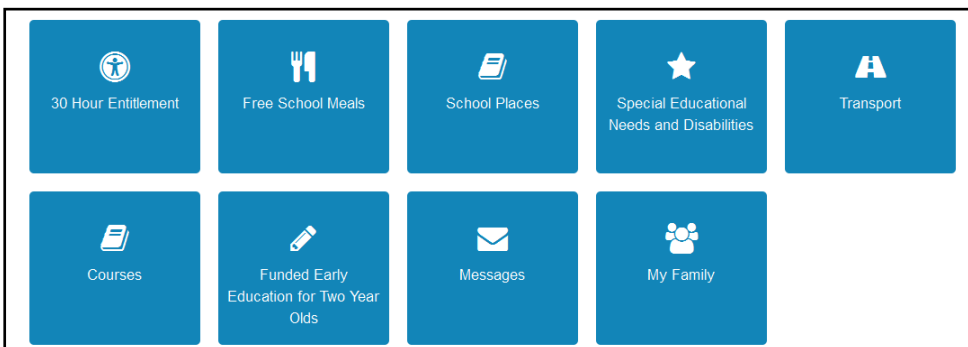 30 Hour Entitlement
Free School Meals
School Places
Special Educational
Needs and Disabilities
Transport
Courses
Funded Early
Education for Two Year
Olds
Messages
My Family